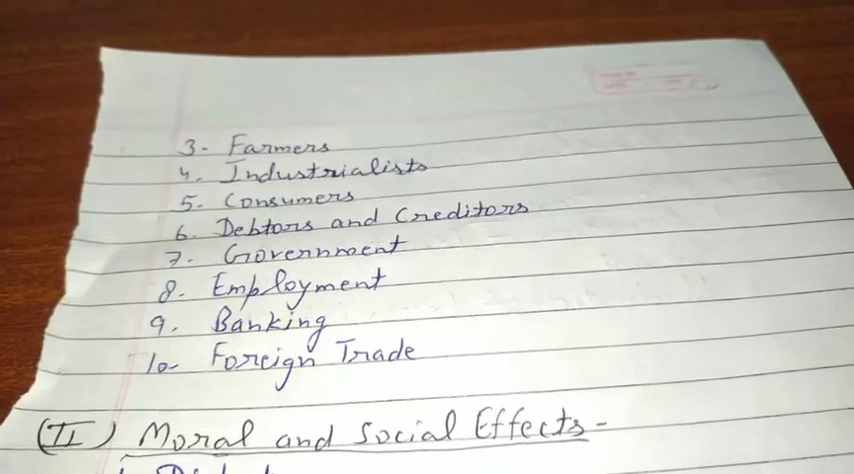 3. Farmers
4. Industrialists
5. Consumers
6. Debtors and Creditors
7. Government
8. Employment
9. Banking
10- Foreign Trade
(II) Moral and Social Effects-